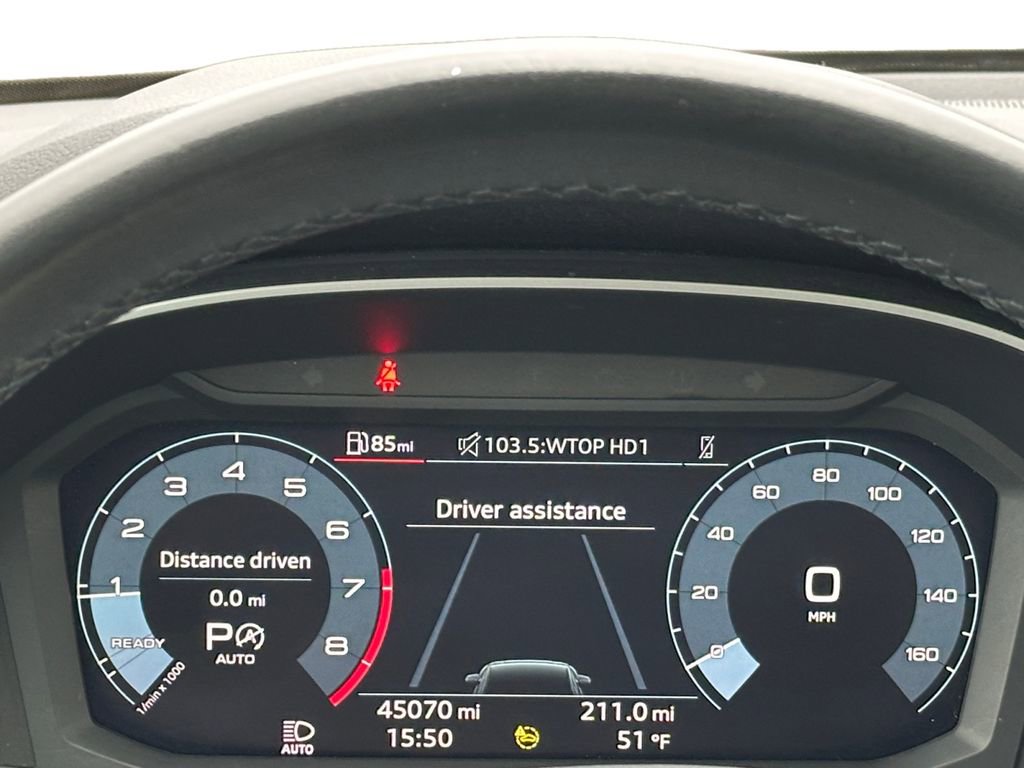 85mi
103.5:WTOP HD1
Driver assistance
1
2
3
4
5
6
7
8
READY
1/min x 1000
Distance driven
0.0 mi
P A
AUTO
0
20
40
60
80
100
120
140
160
0
MPH
45070 mi
211.0 mi
AUTO
15:50
51 °F